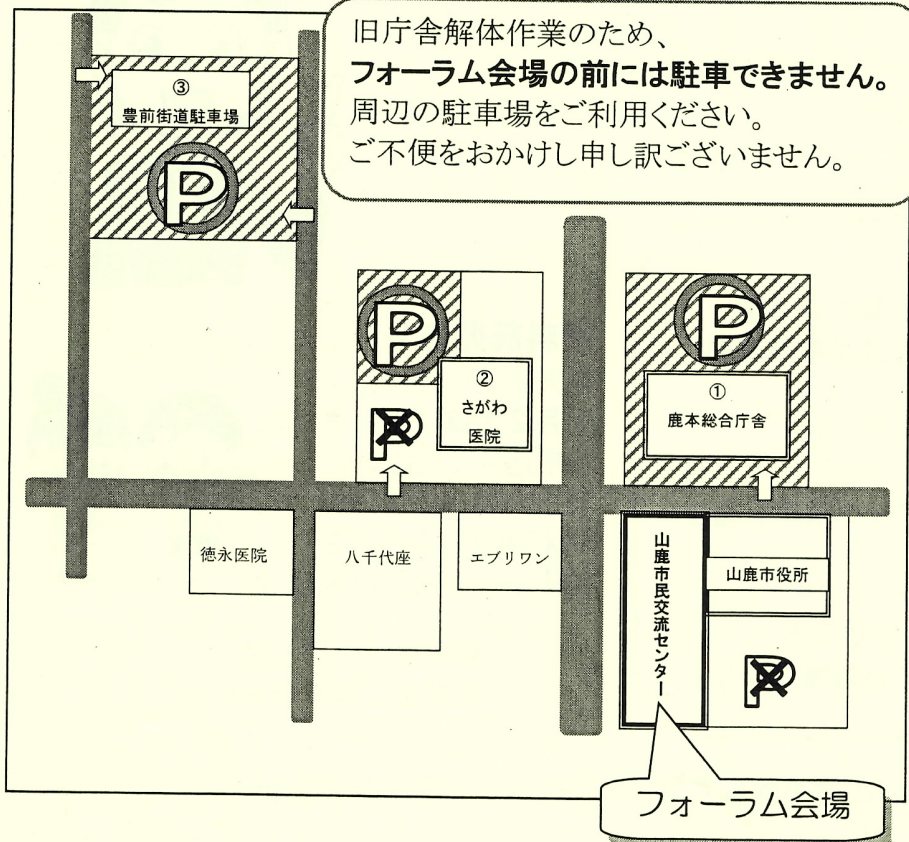 旧庁舎解体作業のため、
フォーラム会場の前には駐車できません。
周辺の駐車場をご利用ください。
ご不便をおかけし申し訳ございません。
③
豊前街道駐車場
P
P
②
さがわ
医院
P
P
①
鹿本総合庁舎
徳永医院
八千代座
エブリワン
山鹿市民交流センター
山鹿市役所
P
フォーラム会場